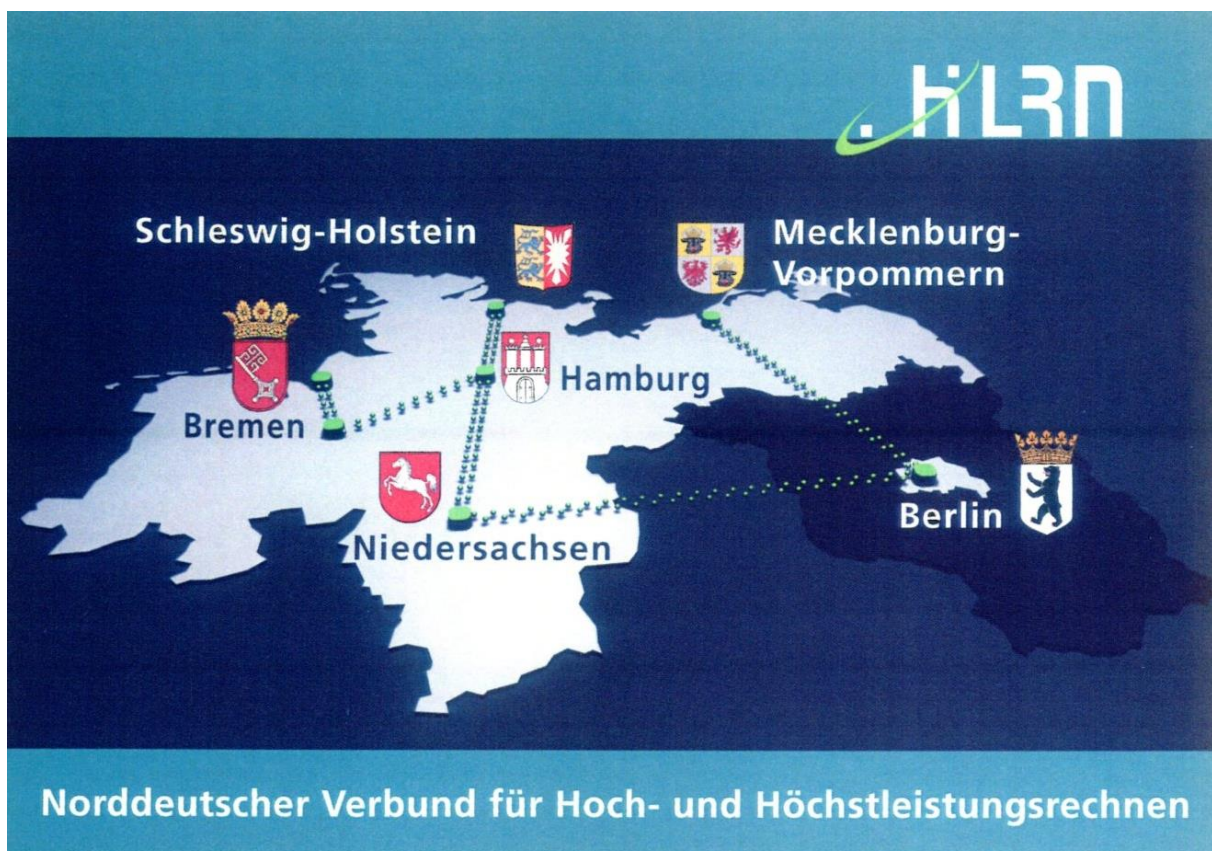 HLRN
Schleswig-Holstein
Mecklenburg-
Vorpommern
Hamburg
Bremen
Berlin
Niedersachsen
Norddeutscher Verbund für Hoch- und Höchstleistungsrechnen